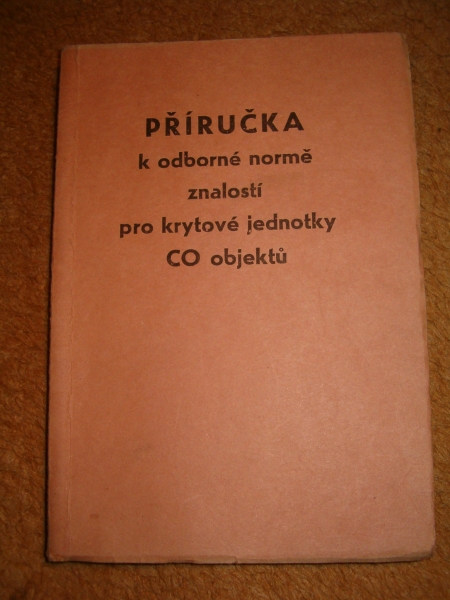 PŘÍRUČKA
k odborné normě
znalostí
pro krytové jednotky
CO objektů